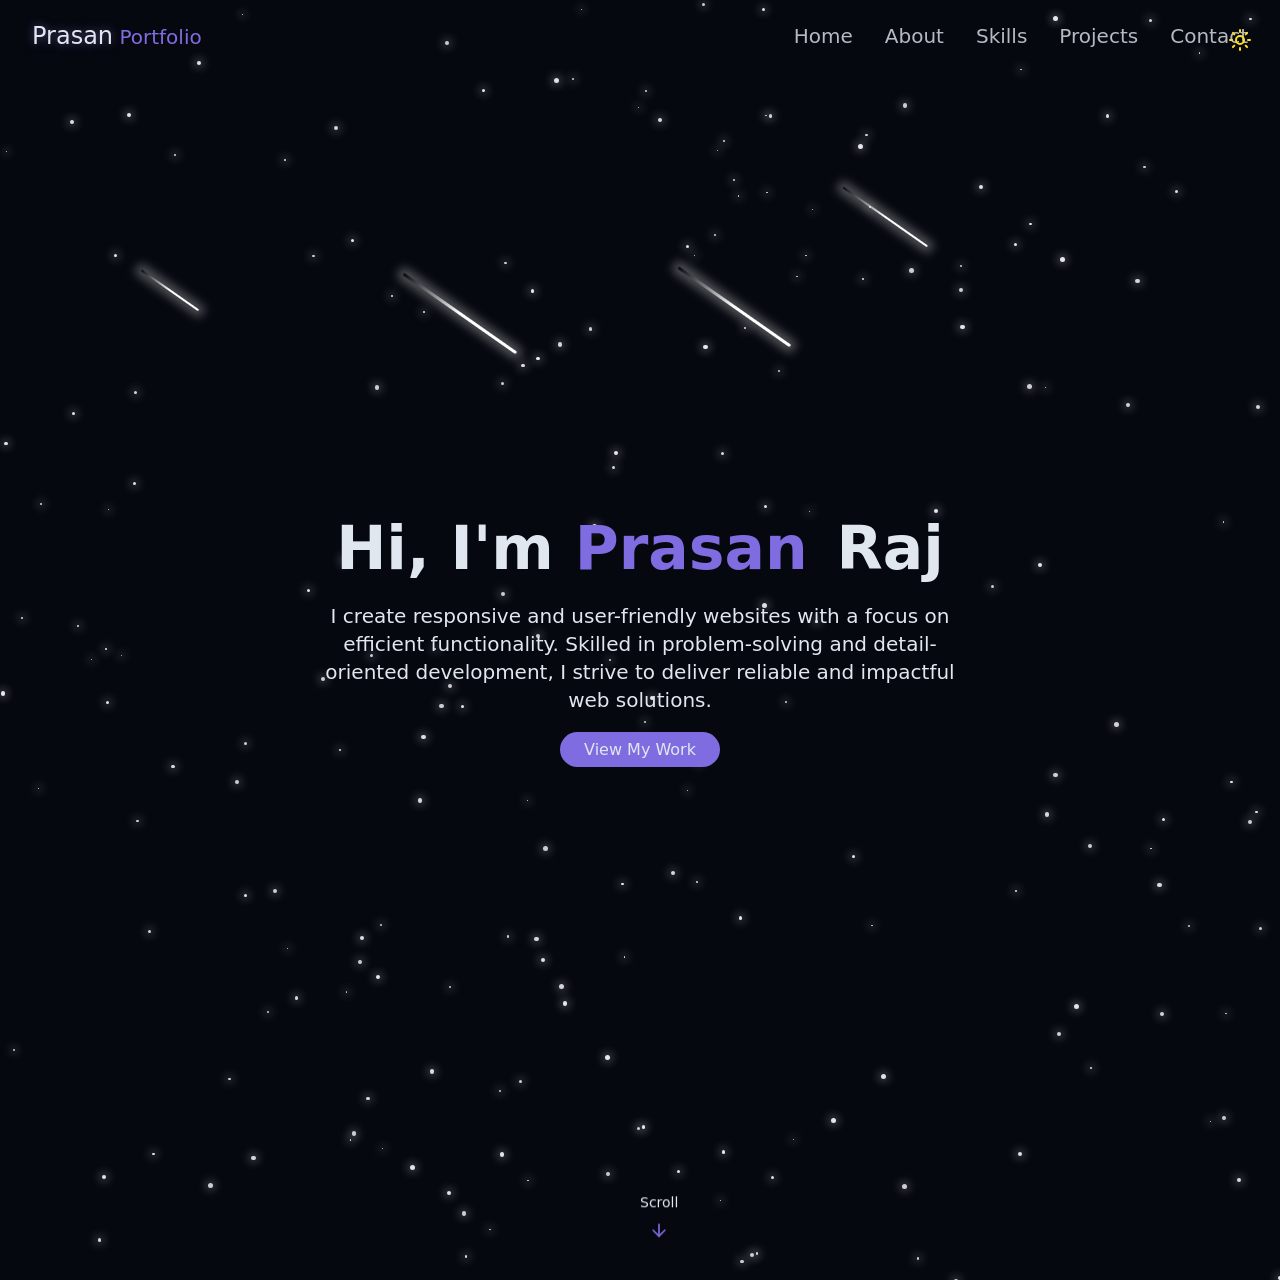 Prasan Portfolio
Home About Skills Projects Contact
Hi, I'm Prasan Raj
I create responsive and user-friendly websites with a focus on
efficient functionality. Skilled in problem-solving and detail-
oriented development, I strive to deliver reliable and impactful
web solutions.
View My Work
Scroll